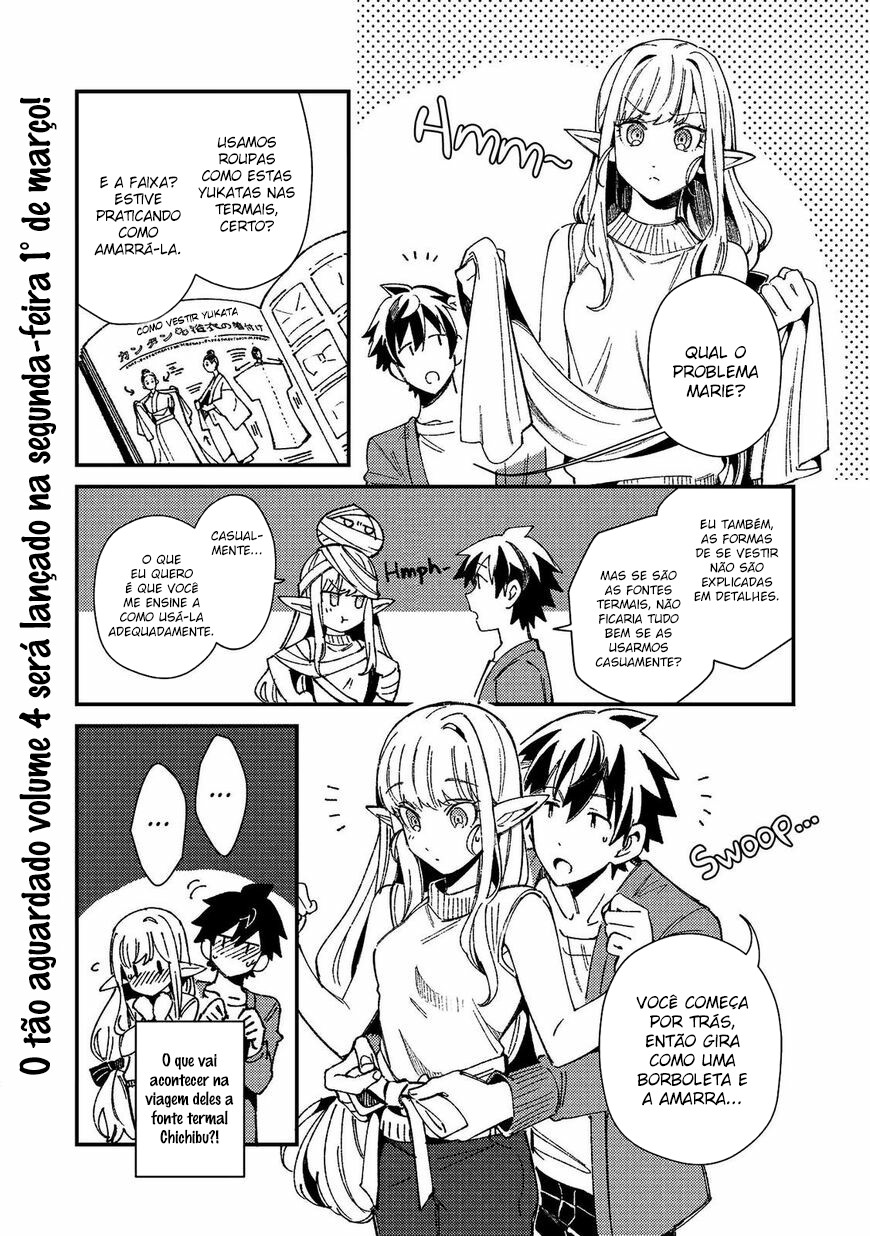 O tão aguardado volume 4 será lançado na segunda-feira 1° de março!
Hmm~
QUAL O
PROBLEMA
MARIE?
USAMOS
ROUPAS
COMO ESTAS
YUKATAS NAS
TERMAIS,
CERTO?
E A FAIXA?
ESTIVE
PRATICANDO
COMO
AMARRÁ-LA.
COMO VESTIR YUKATA
EU TAMBÉM,
AS FORMAS
DE SE VESTIR
NÃO SÃO
EXPLICADAS
EM DETALHES.
MAS SE SÃO
AS FONTES
TERMAIS, NÃO
FICARIA TUDO
BEM SE AS
USARMOS
CASUAMENTE?
Hmph~
CASUAL-
MENTE...
O QUE
EU QUERO
É QUE VOCÊ
ME ENSINE A
COMO USÁ-LA
ADEQUADAMENTE.
SWOOP...
VOCÊ COMEÇA
POR TRÁS,
ENTÃO GIRA
COMO UMA
BORBOLETA E
A AMARRA...
...
...
O que vai
acontecer na
viagem deles a
fonte termal
Chichibu?!